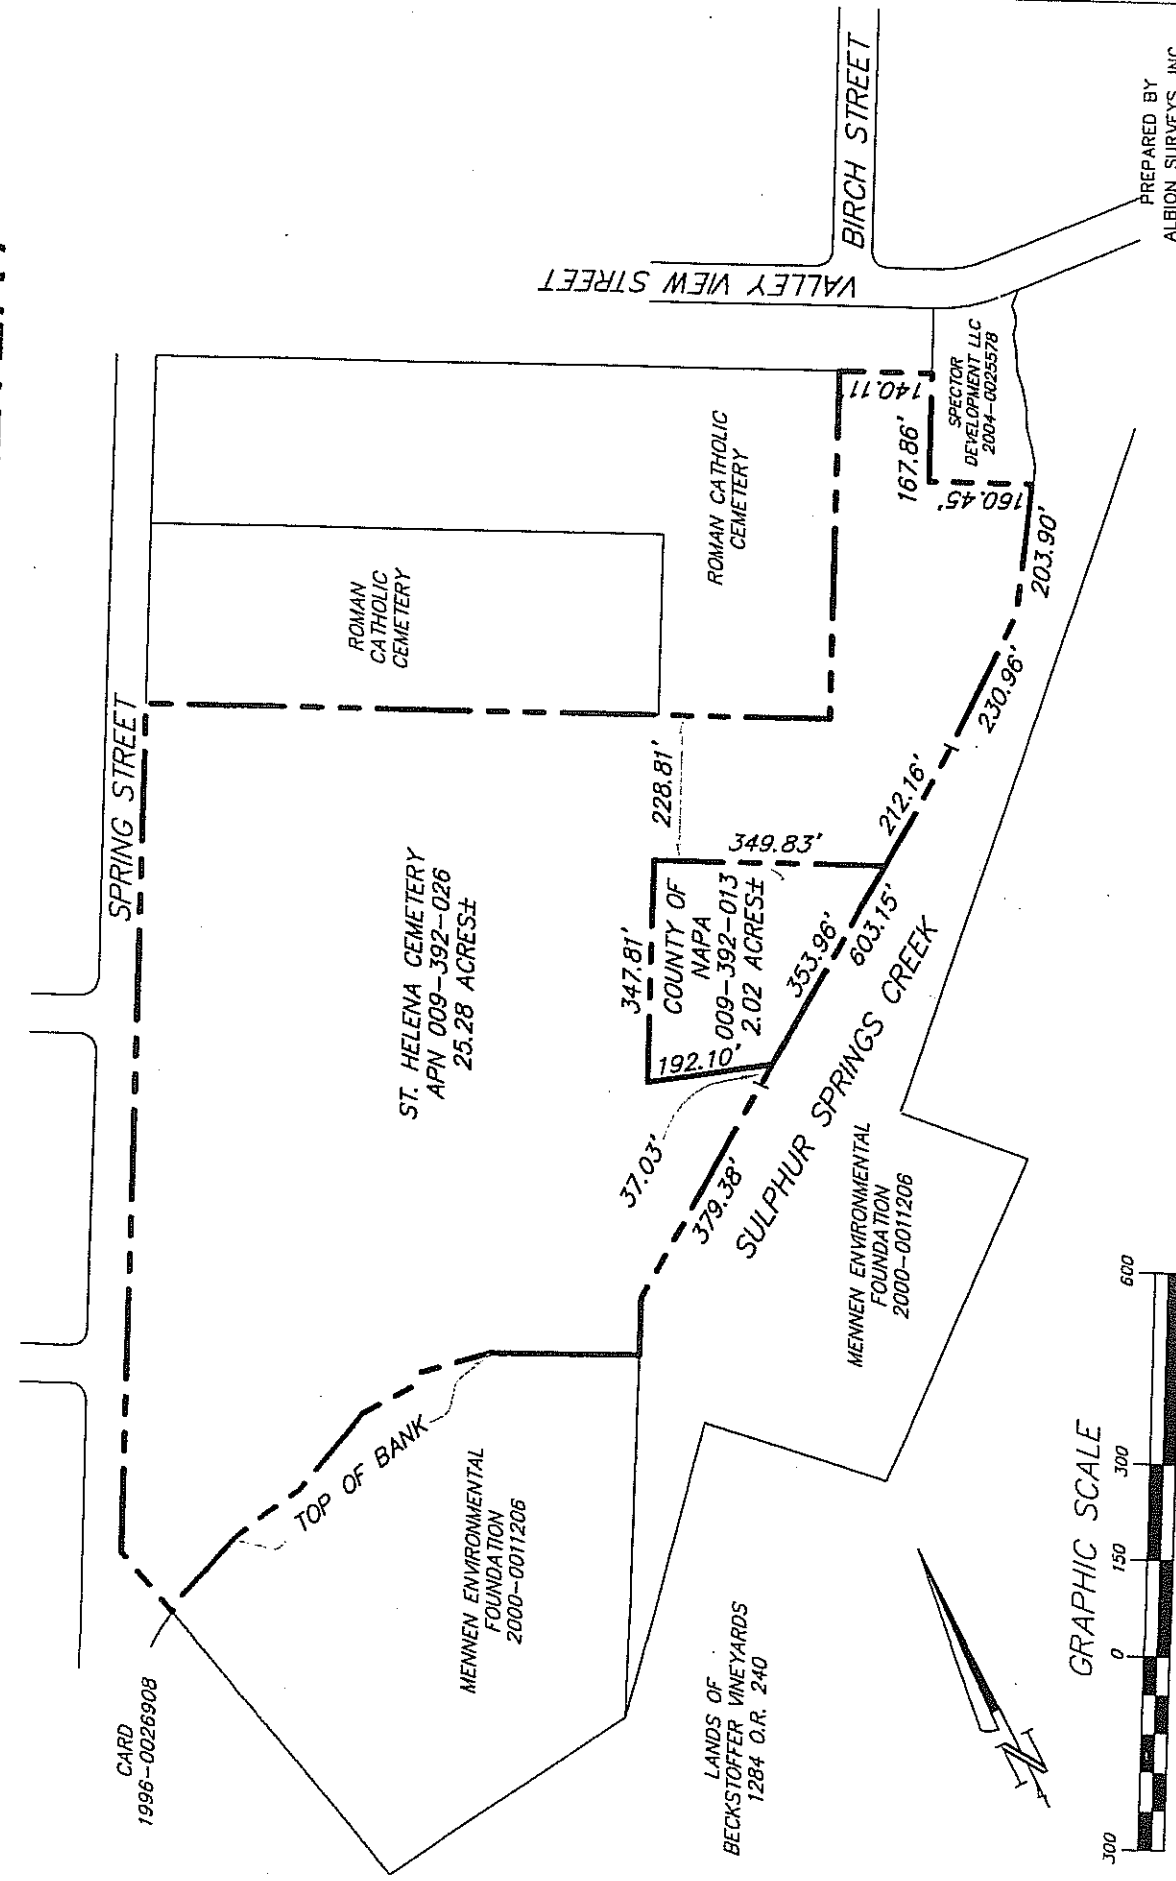 SPRING STREET
VALLEY VIEW STREET
BIRCH STREET
ROMAN
CATHOLIC
CEMETERY
ROMAN CATHOLIC
CEMETERY
ST. HELENA CEMETERY
APN 009-392-026
25.28 ACRES±
228.81'
349.83'
347.81'
192.10'
COUNTY OF
NAPA
009-392-013
2.02 ACRES±
140.11'
167.86'
160.45'
SPECTOR
DEVELOPMENT LLC
2004-0025578
203.90'
230.96'
212.16'
353.96'
603.15'
37.03'
379.38'
SULPHUR SPRINGS CREEK
TOP OF BANK
CARD
1996-0026908
MENNEN ENVIRONMENTAL
FOUNDATION
2000-0011206
MENNEN ENVIRONMENTAL
FOUNDATION
2000-0011206
LANDS OF
BECKSTOFFER VINEYARDS
1284 O.R. 240
N
GRAPHIC SCALE
300 0 150 300 600
PREPARED BY
ALBION SURVEYS, INC